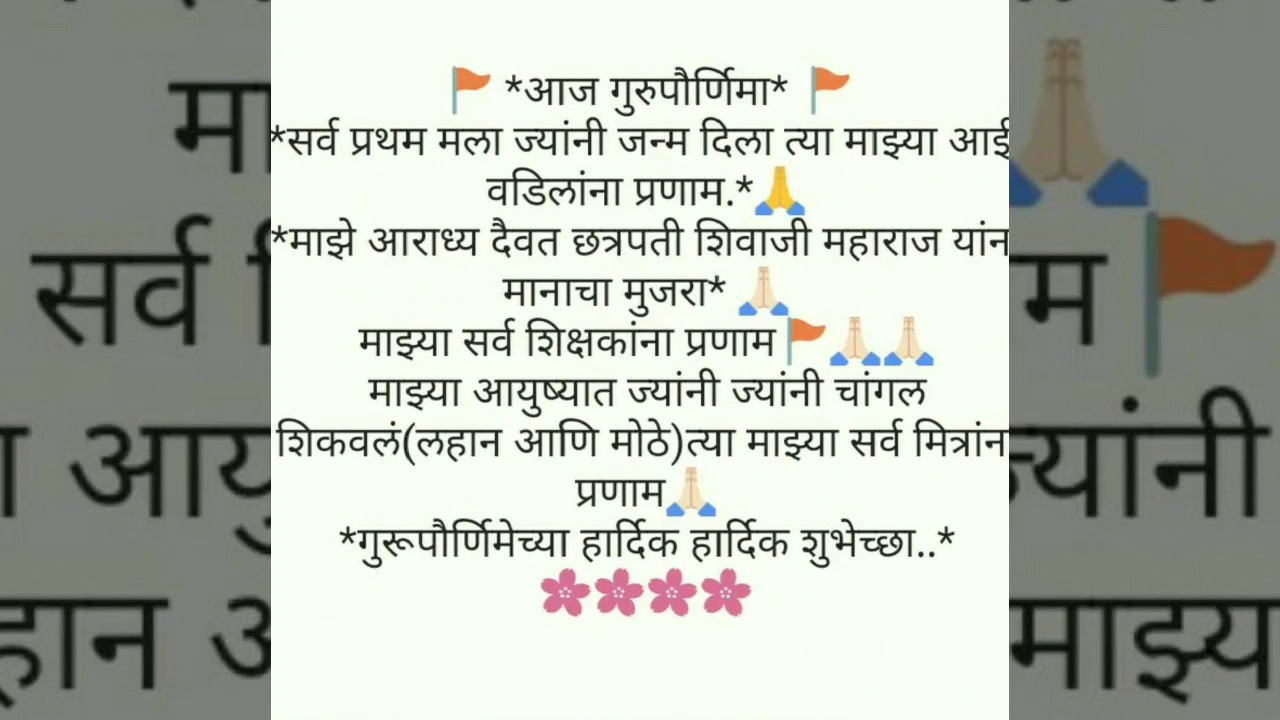 🚩 *आज गुरुपौर्णिमा* 🚩
*सर्व प्रथम मला ज्यांनी जन्म दिला त्या माझ्या आई
वडिलांना प्रणाम.*🙏
*माझे आराध्य दैवत छत्रपती शिवाजी महाराज यांन
मानाचा मुजरा* 🙏🏻
माझ्या सर्व शिक्षकांना प्रणाम🚩🙏🏻🙏🏻
माझ्या आयुष्यात ज्यांनी ज्यांनी चांगल
शिकवलं(लहान आणि मोठे)त्या माझ्या सर्व मित्रांन
प्रणाम🙏🏻
*गुरूपौर्णिमेच्या हार्दिक हार्दिक शुभेच्छा..*
🌸🌸🌸🌸